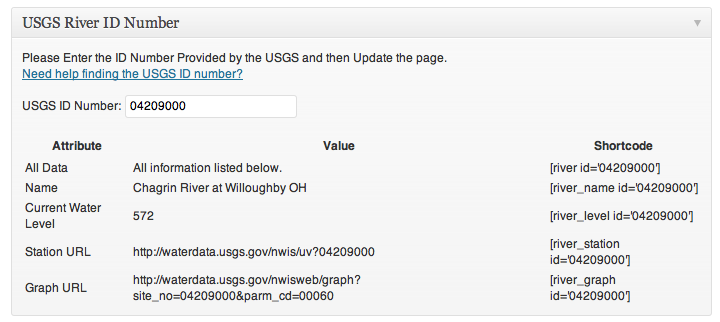 USGS River ID Number
Please Enter the ID Number Provided by the USGS and then Update the page.
Need help finding the USGS ID number?
USGS ID Number: 04209000
Attribute Value Shortcode
All Data All information listed below. [river id='04209000']
Name Chagrin River at Willoughby OH [river_name id='04209000']
Current Water
Level 572 [river_level id='04209000']
Station URL http://waterdata.usgs.gov/nwis/uv?04209000 [river_station
id='04209000']
Graph URL http://waterdata.usgs.gov/nwisweb/graph? [river_graph
site_no=04209000&parm_cd=00060 id='04209000']